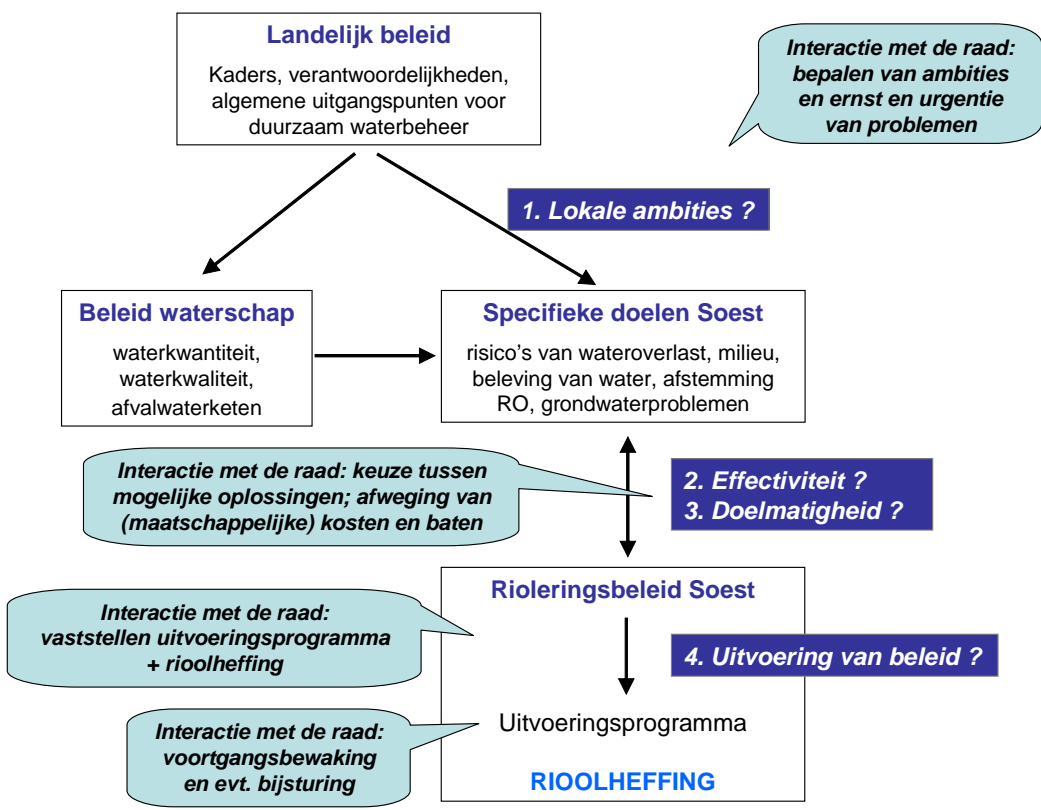 Landelijk beleid
Kaders, verantwoordelijkheden,
algemene uitgangspunten voor
duurzaam waterbeheer
Interactie met de raad:
bepalen van ambities
en ernst en urgentie
van problemen
1. Lokale ambities ?
Beleid waterschap
waterkwantiteit,
waterkwaliteit,
afvalwaterketen
Specifieke doelen Soest
risico's van wateroverlast, milieu,
beleving van water, afstemming
RO, grondwaterproblemen
Interactie met de raad: keuze tussen
mogelijke oplossingen; afweging van
(maatschappelijke) kosten en baten
2. Effectiviteit ?
3. Doelmatigheid ?
Rioleringsbeleid Soest
Interactie met de raad:
vaststellen uitvoeringsprogramma
+ rioolheffing
4. Uitvoering van beleid ?
Uitvoeringsprogramma
Interactie met de raad:
voortgangsbewaking
en evt. bijsturing
RIOOLHEFFING